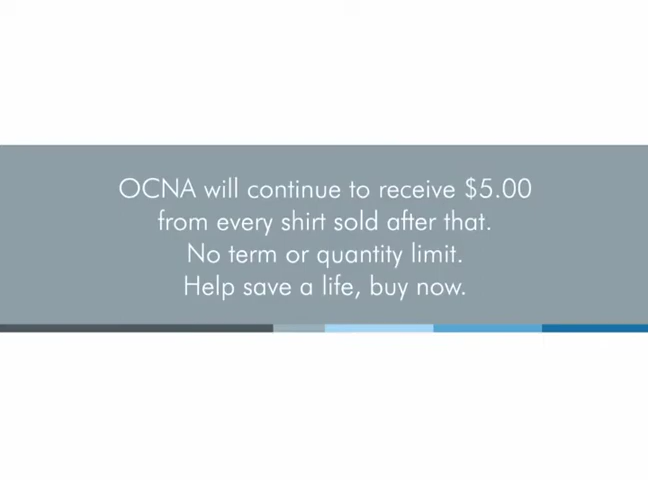 OCNA will continue to receive $5.00
from every shirt sold after that.
No term or quantity limit.
Help save a life, buy now.